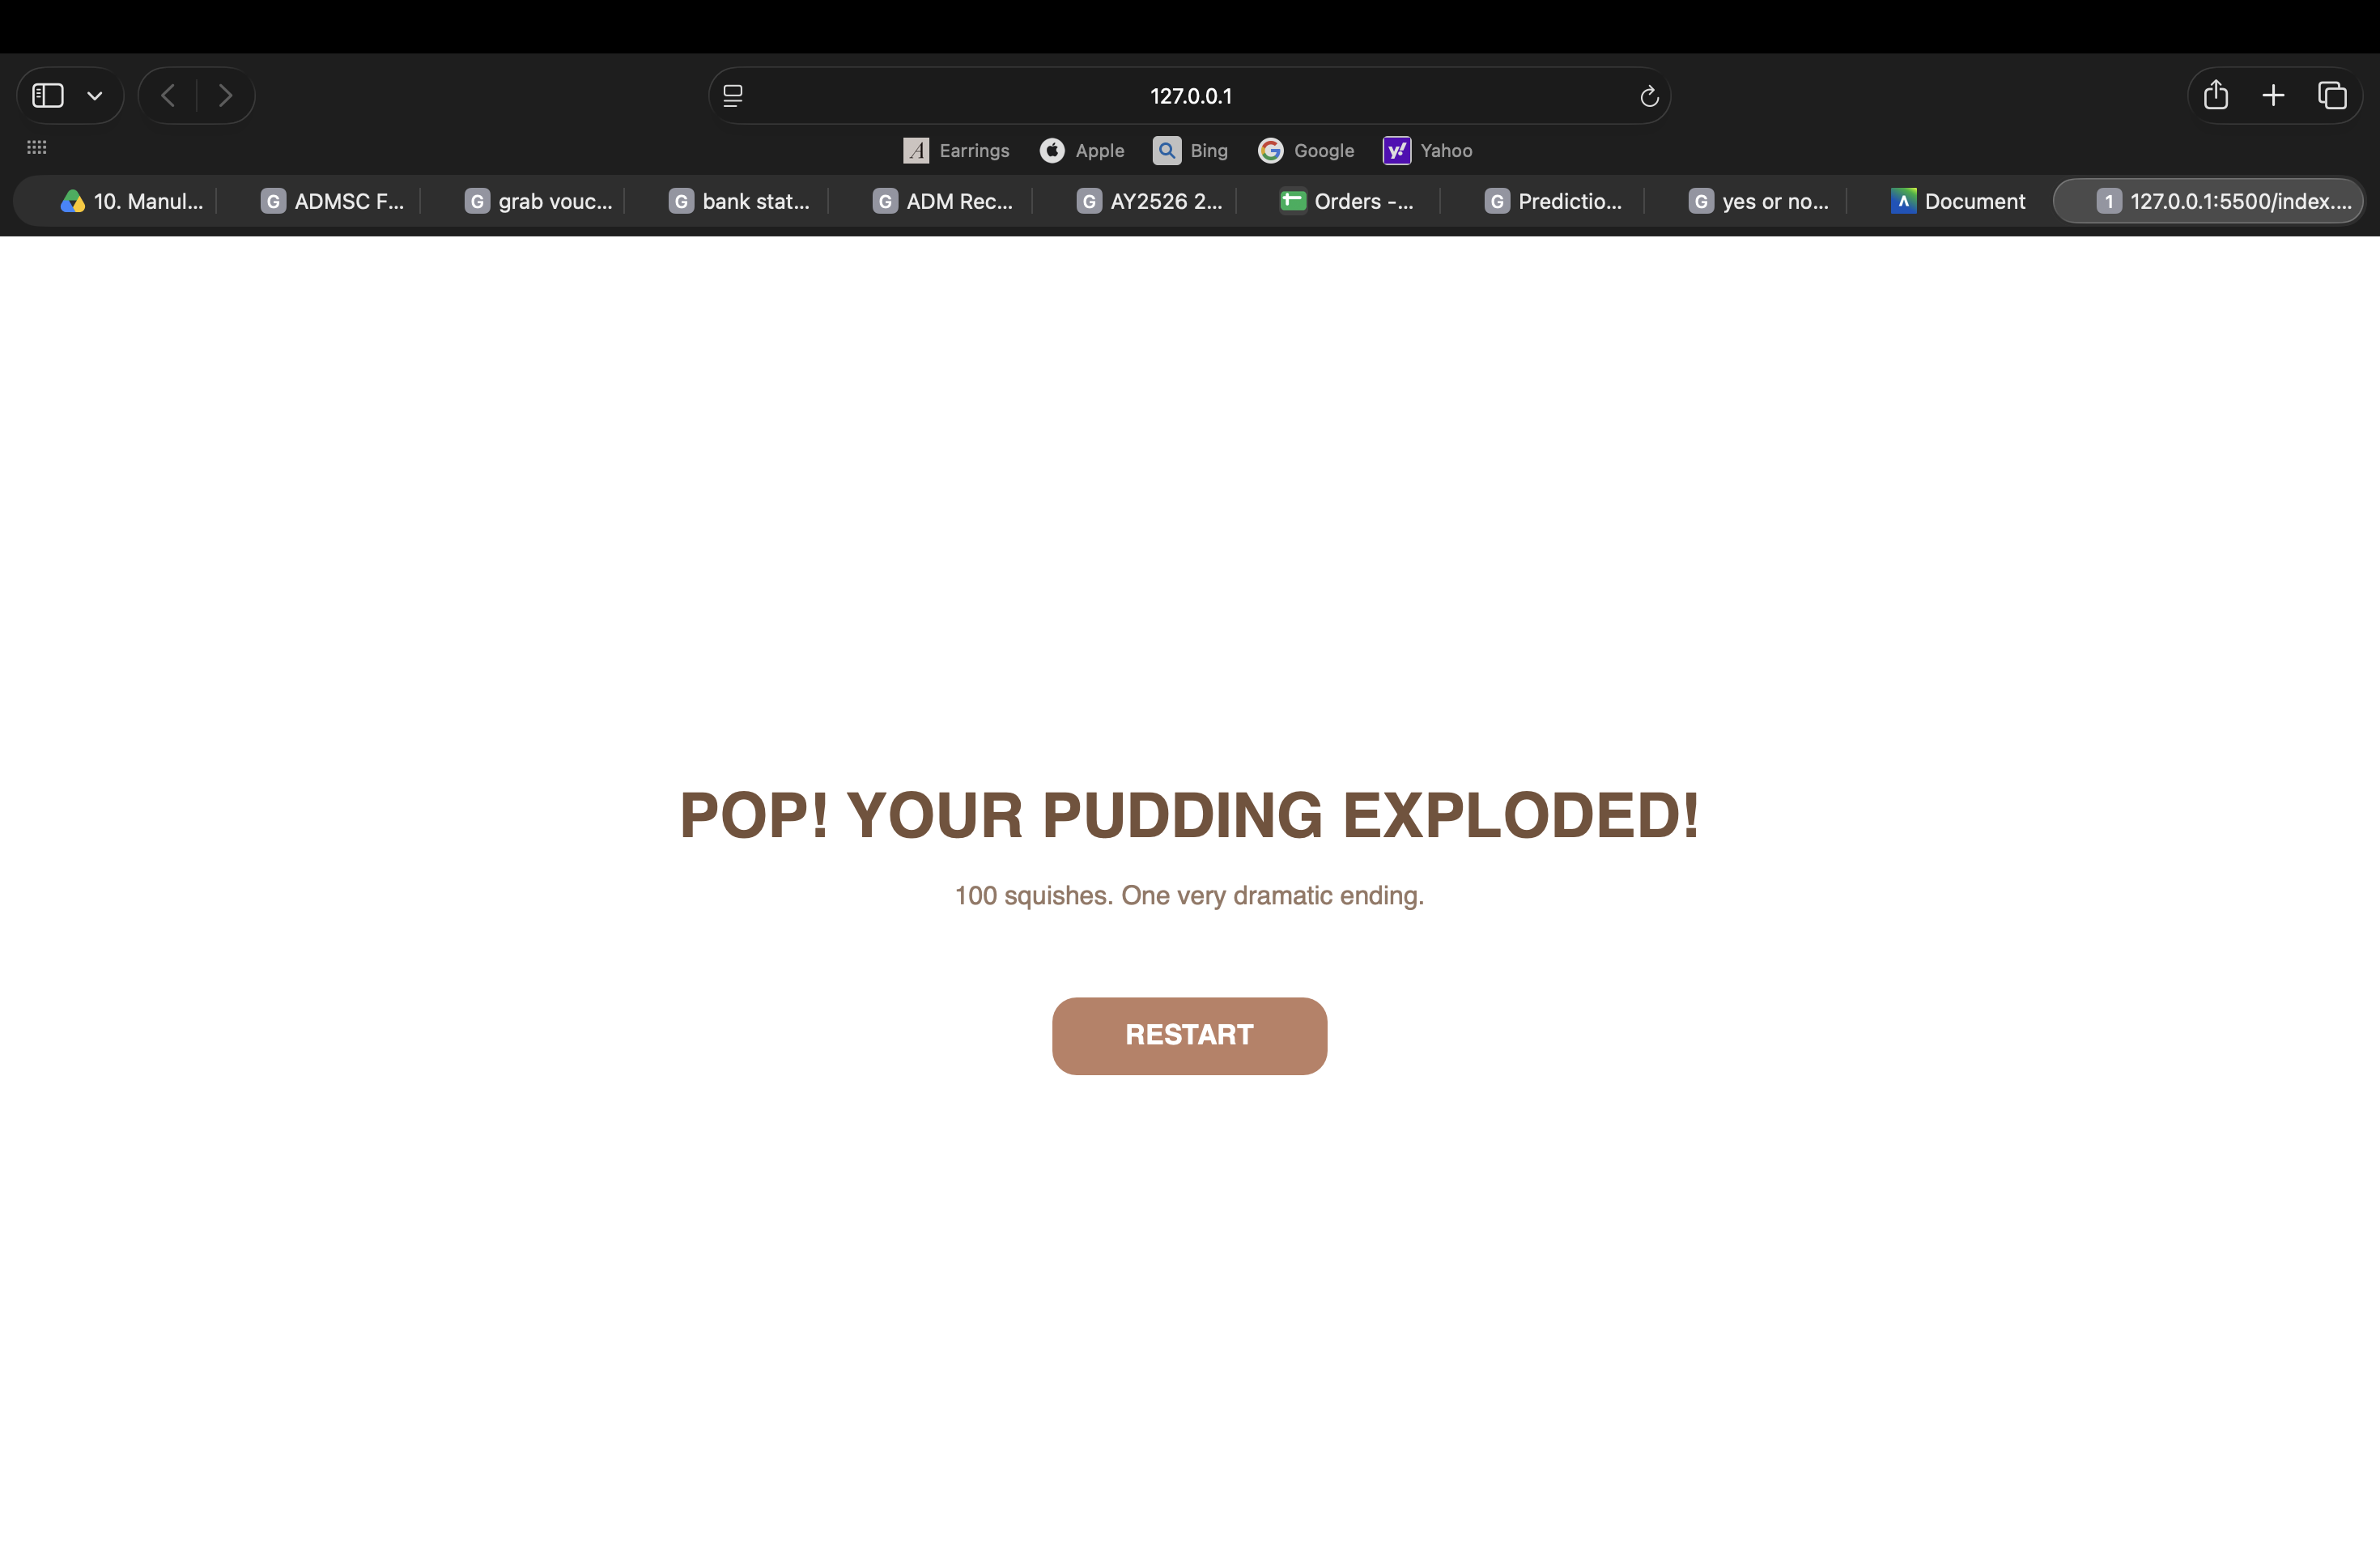 127.0.0.1
Earrings Apple Bing Google Yahoo
10. Manul... ADMSC F... grab vouc... bank stat... ADM Rec... AY2526 2... Orders -... Predictio... yes or no... Document 127.0.0.1:5500/index....
POP! YOUR PUDDING EXPLODED!
100 squishes. One very dramatic ending.
RESTART